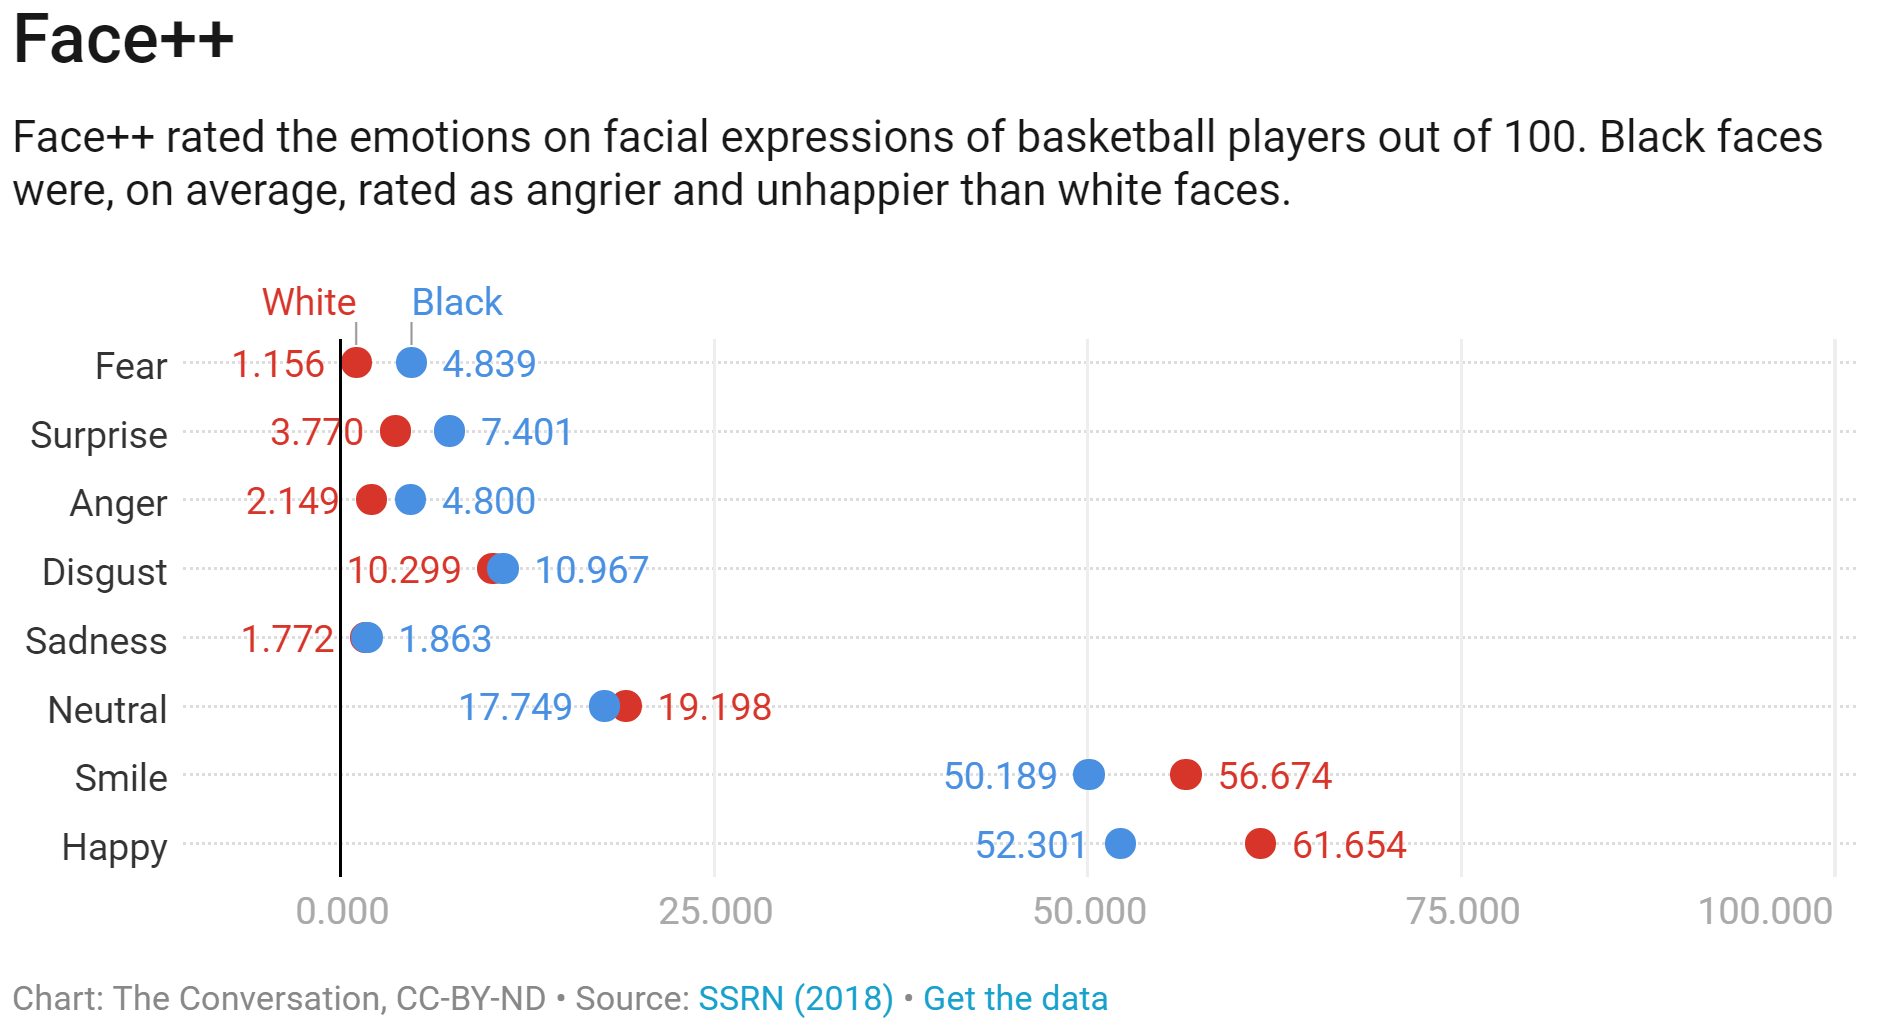 Face++
Face++ rated the emotions on facial expressions of basketball players out of 100. Black faces
were, on average, rated as angrier and unhappier than white faces.
White Black
Fear 1.156 4.839
Surprise 3.770 7.401
Anger 2.149 4.800
Disgust 10.299 10.967
Sadness 1.772 1.863
Neutral 17.749 19.198
Smile 50.189 56.674
Happy 52.301 61.654
0.000 25.000 50.000 75.000 100.000
Chart: The Conversation, CC-BY-ND • Source: SSRN (2018) • Get the data